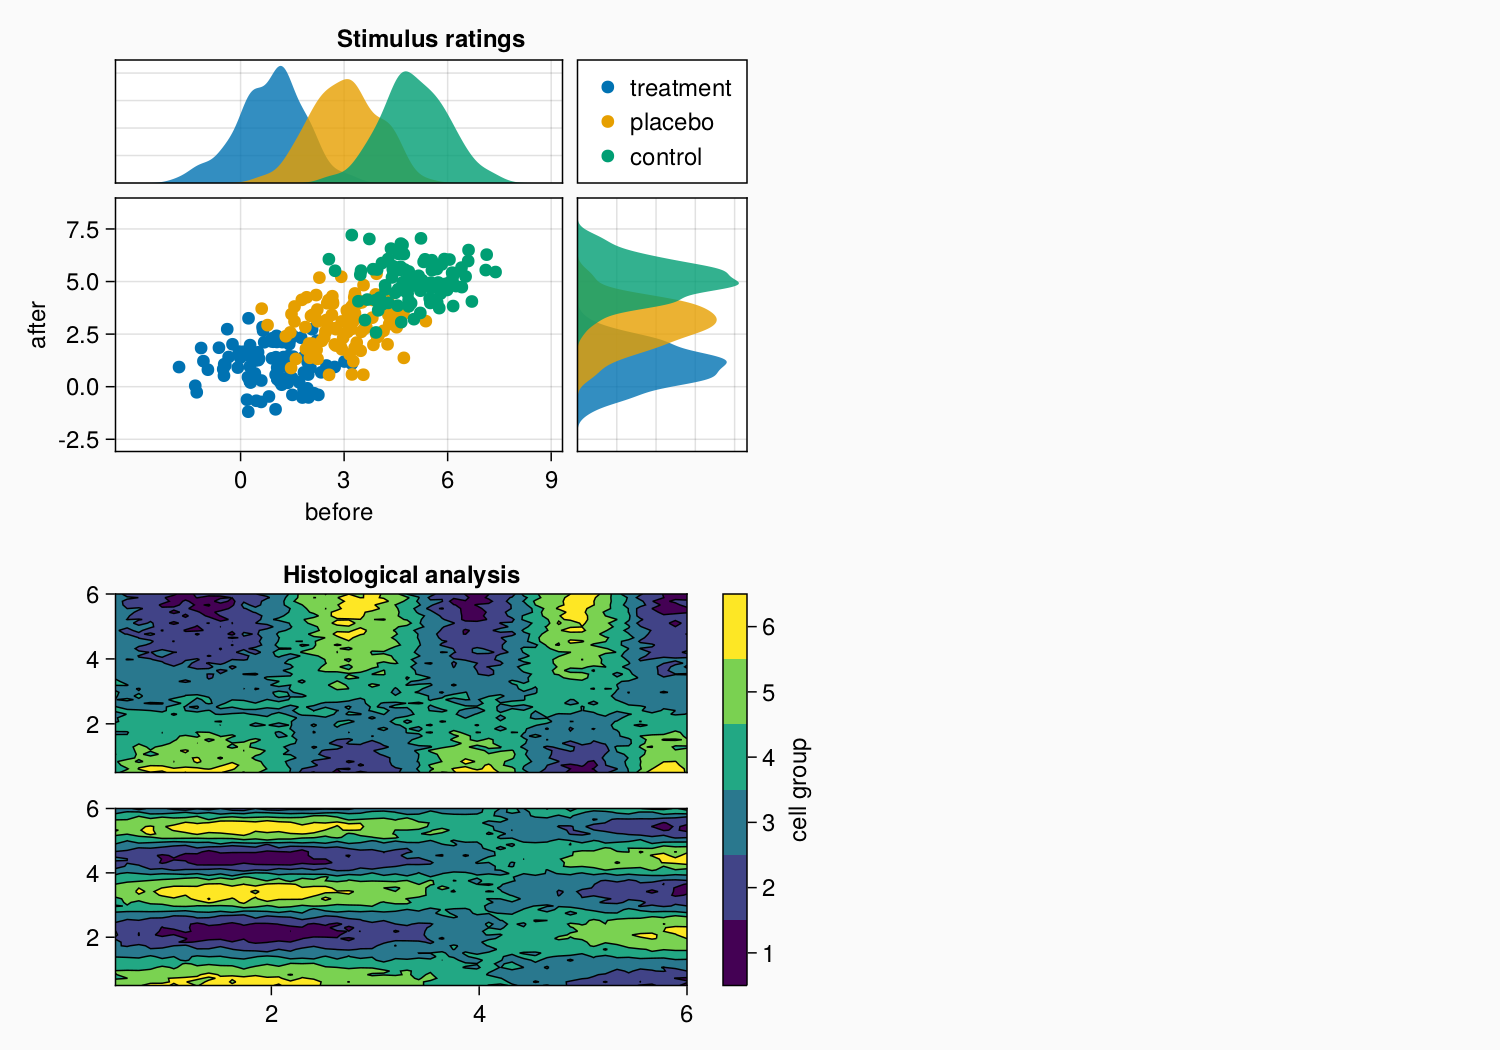 Stimulus ratings
treatment
placebo
control
7.5
5.0
2.5
0.0
-2.5
after
0 3 6 9
before
Histological analysis
6
4
2
6
4
2
2 4 6
6
5
4
3
2
1
cell group